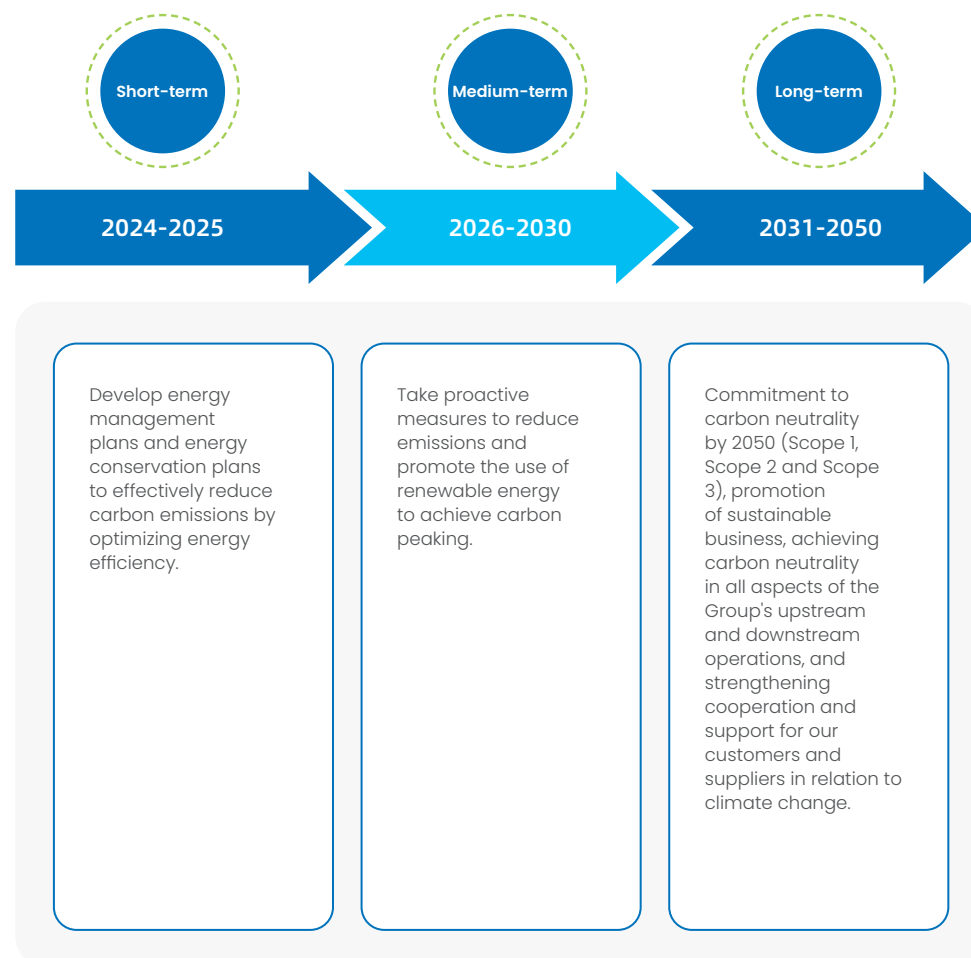 Short-term
Medium-term
Long-term
2024-2025
2026-2030
2031-2050
Develop energy
management
plans and energy
conservation plans
to effectively reduce
carbon emissions by
optimizing energy
efficiency.
Take proactive
measures to reduce
emissions and
promote the use of
renewable energy
to achieve carbon
peaking.
Commitment to
carbon neutrality
by 2050 (Scope 1,
Scope 2 and Scope
3), promotion
of sustainable
business, achieving
carbon neutrality
in all aspects of the
Group's upstream
and downstream
operations, and
strengthening
cooperation and
support for our
customers and
suppliers in relation to
climate change.